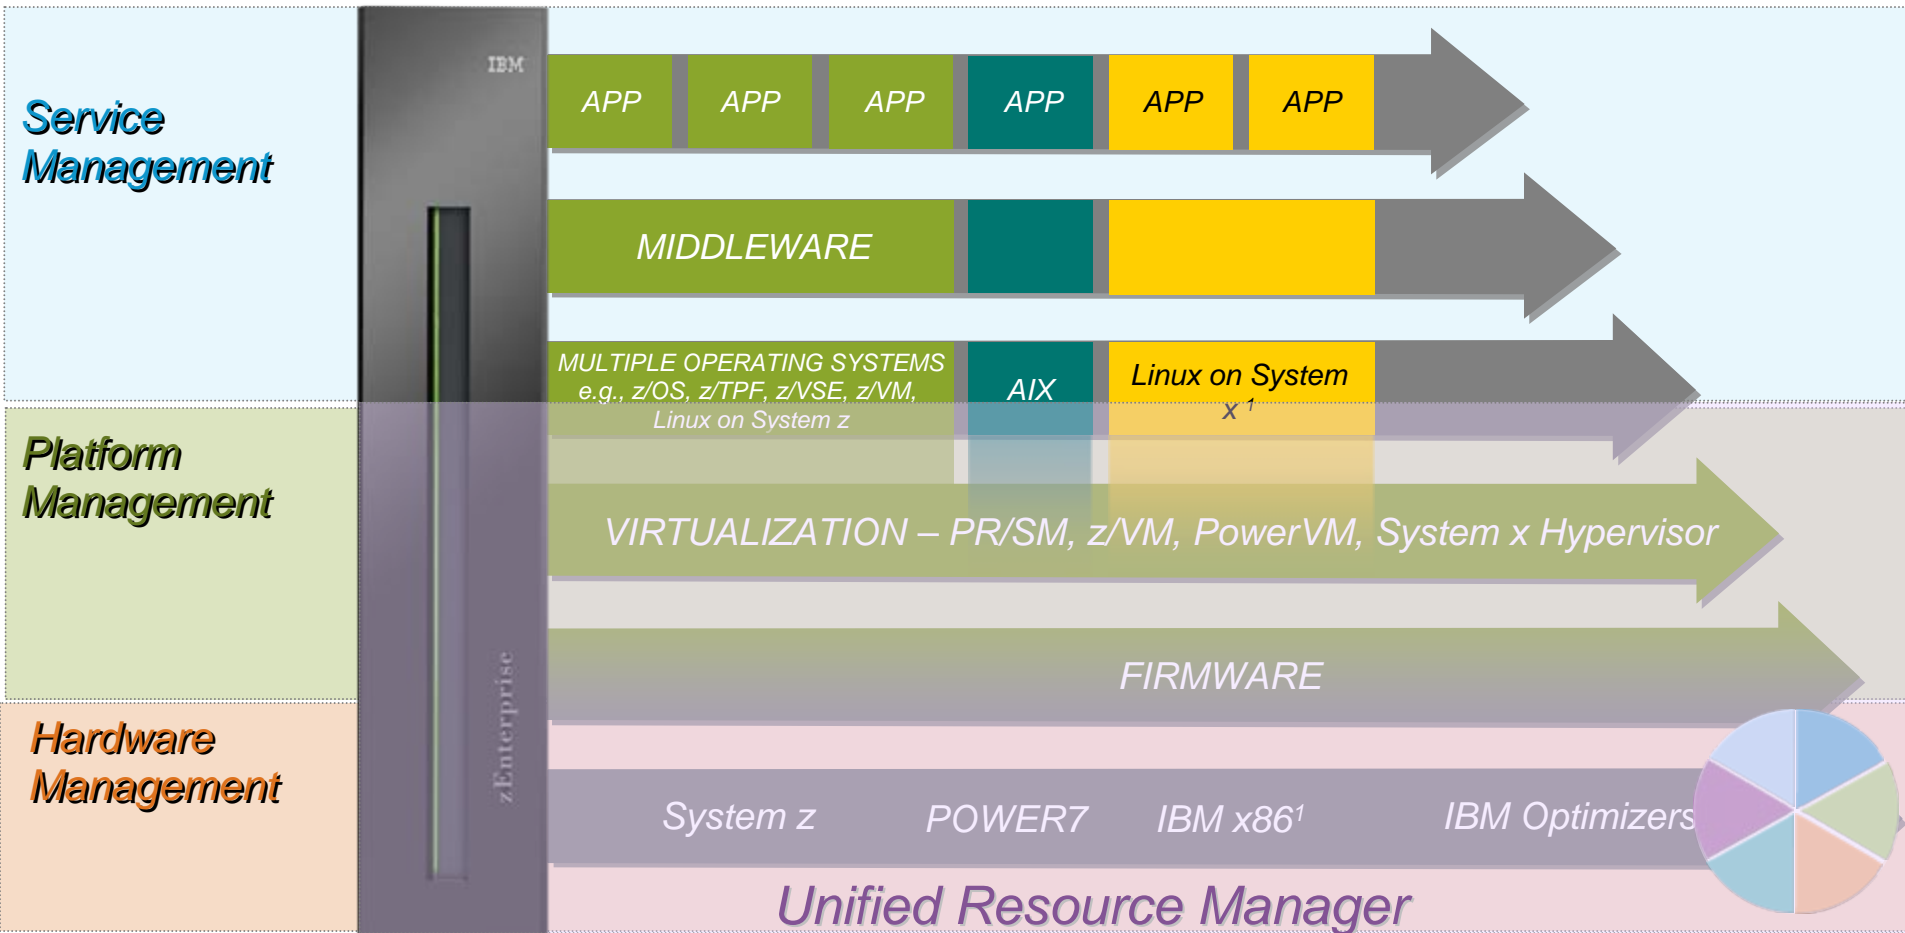 IBM
Service
Management
APP APP APP APP APP APP
MIDDLEWARE
MULTIPLE OPERATING SYSTEMS
e.g., z/OS, z/TPF, z/VSE, z/VM,
Linux on System z
AIX
Linux on System
x ¹
Platform
Management
VIRTUALIZATION – PR/SM, z/VM, PowerVM, System x Hypervisor
FIRMWARE
zEnterprise
Hardware
Management
System z POWER7 IBM x86¹ IBM Optimizers
Unified Resource Manager